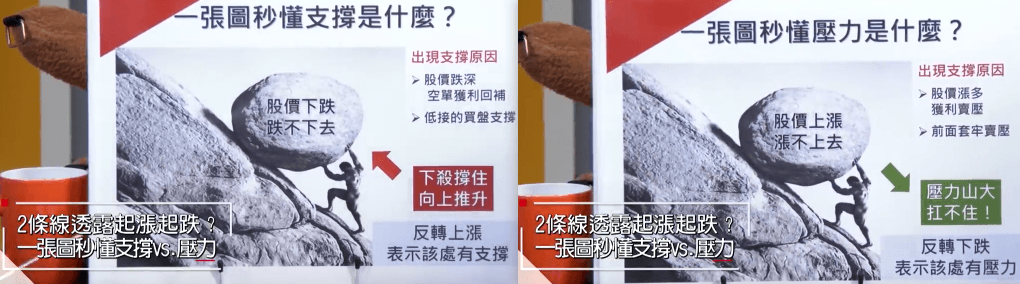 一張圖秒懂支撐是什麼？
股價下跌
跌不下去
出現支撐原因
➢ 股價跌深
空單獲利回補
➢ 低接的買盤支撐
下殺撐住
向上推升
反轉上漲
表示該處有支撐
2條線透露起漲起跌？
一張圖秒懂支撐vs.壓力
一張圖秒懂壓力是什麼？
股價上漲
漲不上去
出現支撐原因
➢ 股價漲多
獲利賣壓
➢ 前面套牢賣壓
壓力山大
扛不住！
反轉下跌
表示該處有壓力
2條線透露起漲起跌？
一張圖秒懂支撐vs.壓力